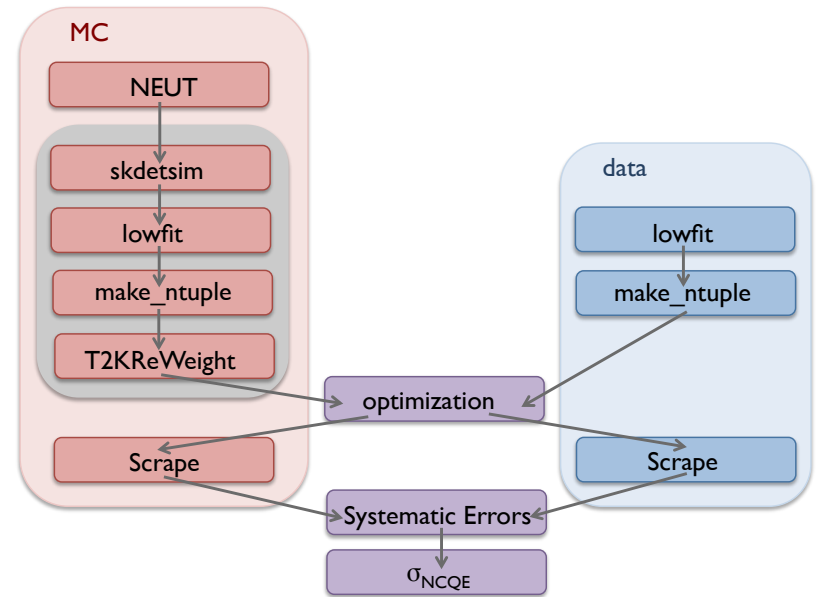 MC
NEUT
skdetsim
lowfit
make_ntuple
T2KReWeight
Scrape
data
lowfit
make_ntuple
Scrape
optimization
Systematic Errors
σNCQE